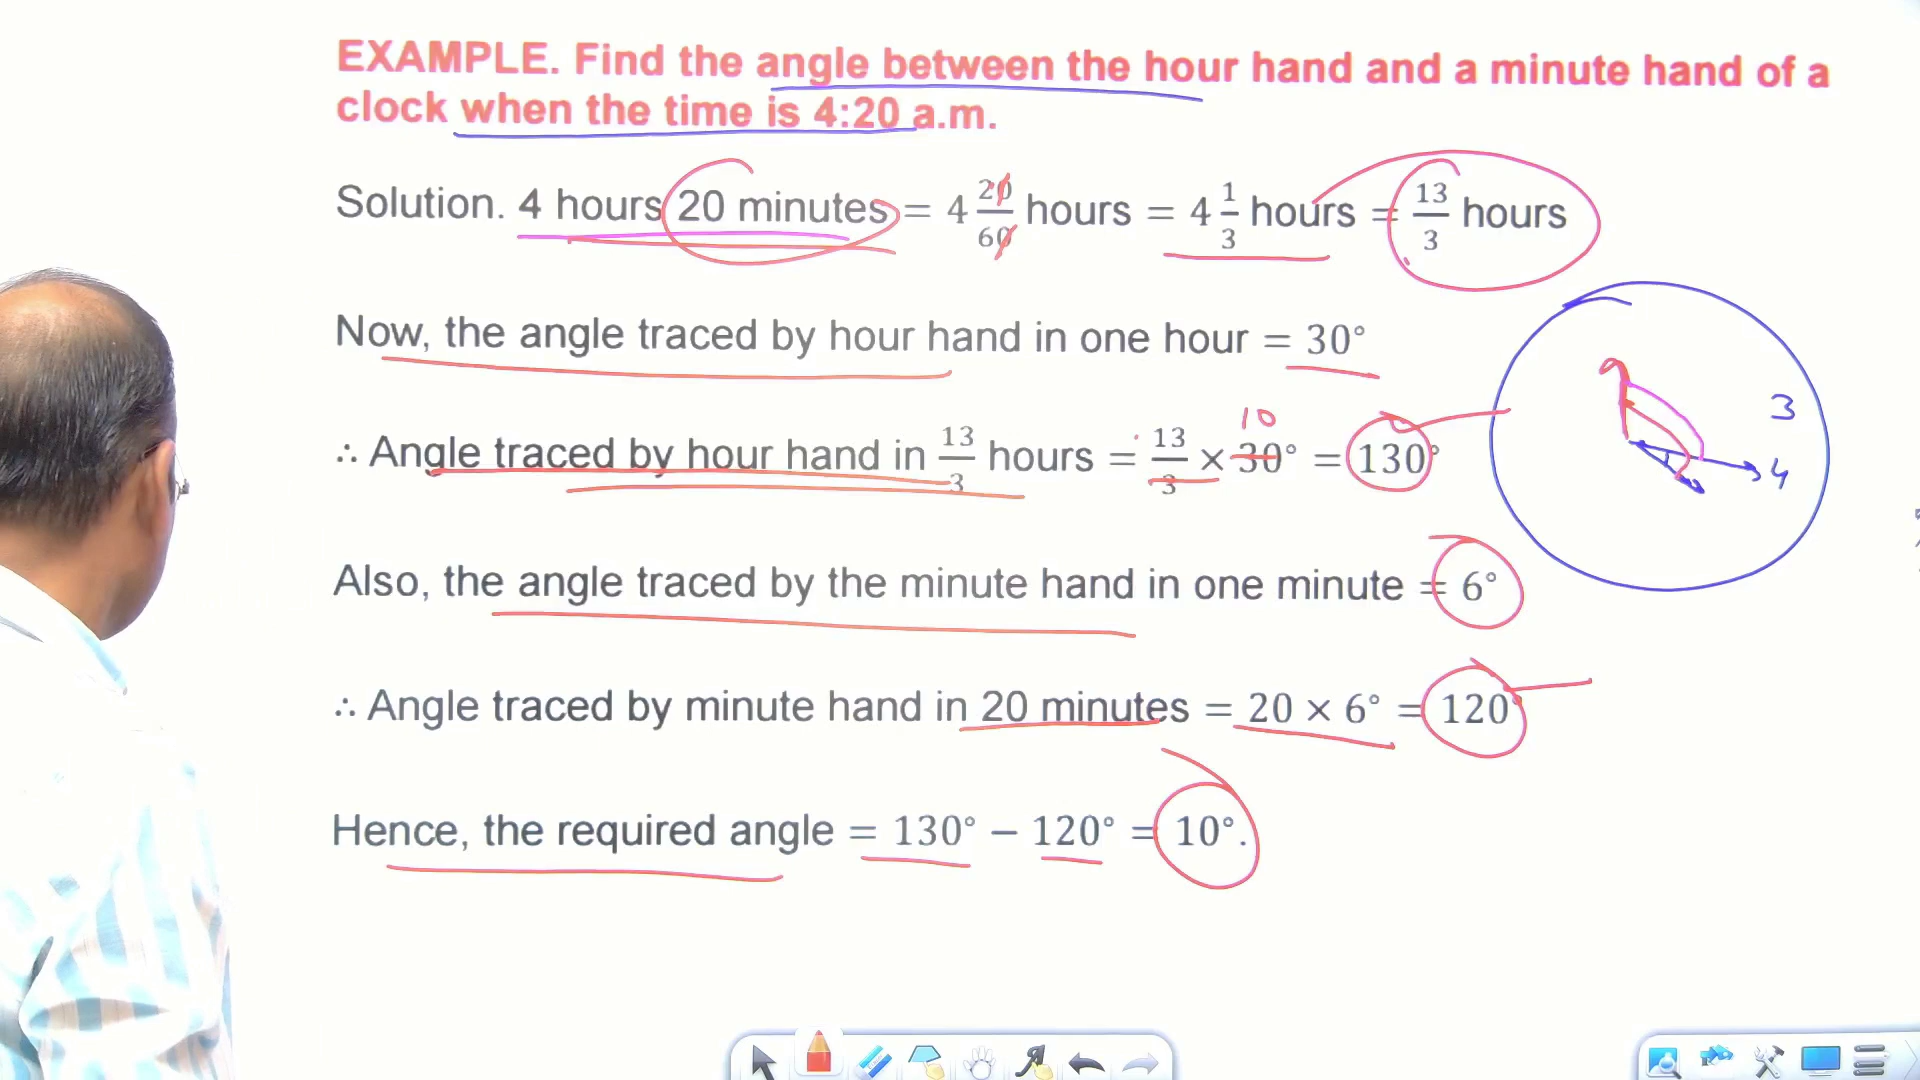 EXAMPLE. Find the angle between the hour hand and a minute hand of a
clock when the time is 4:20 a.m.
Solution. 4 hours 20 minutes = 4 20/60 hours = 4 1/3 hours = 13/3 hours
Now, the angle traced by hour hand in one hour = 30°
10
∴ Angle traced by hour hand in 13/3 hours = 13/3 × 30° = 130°
3
4
Also, the angle traced by the minute hand in one minute = 6°
∴ Angle traced by minute hand in 20 minutes = 20 × 6° = 120°
Hence, the required angle = 130° − 120° = 10°.